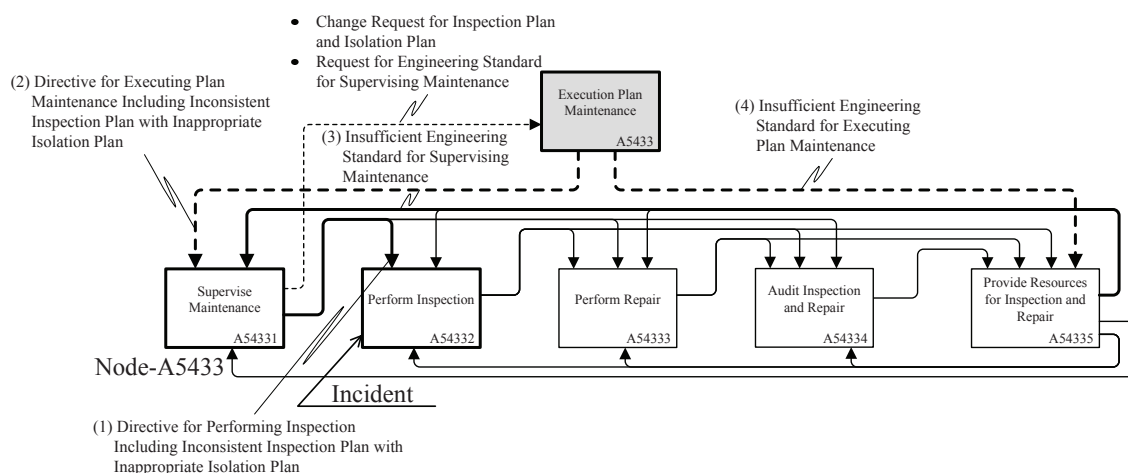 • Change Request for Inspection Plan
and Isolation Plan
• Request for Engineering Standard
for Supervising Maintenance
(2) Directive for Executing Plan
Maintenance Including Inconsistent
Inspection Plan with Inappropriate
Isolation Plan
Execution Plan
Maintenance
A5433
(3) Insufficient Engineering
Standard for Supervising
Maintenance
(4) Insufficient Engineering
Standard for Executing
Plan Maintenance
Supervise
Maintenance
A54331
Perform Inspection
A54332
Perform Repair
A54333
Audit Inspection
and Repair
A54334
Provide Resources
for Inspection and
Repair
A54335
Node-A5433
Incident
(1) Directive for Performing Inspection
Including Inconsistent Inspection Plan with
Inappropriate Isolation Plan